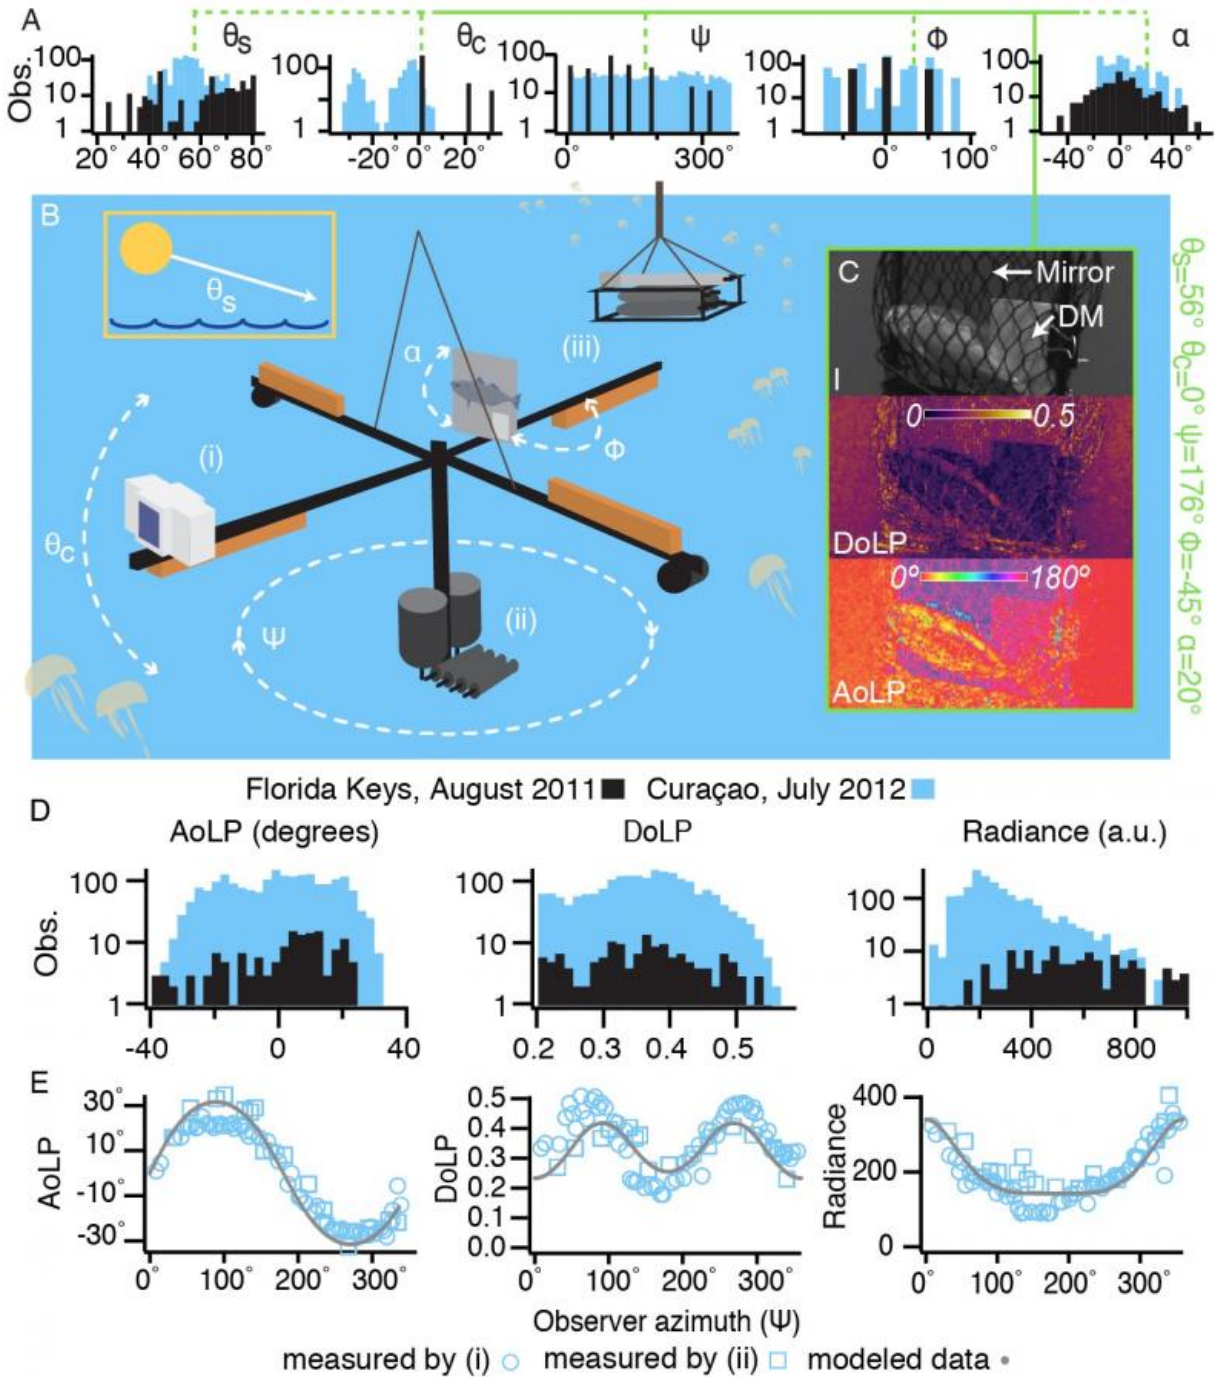 A
θs θc ψ Φ α
Obs.
100 100 100 100 100
10 10 10 10
1 1 1 1 1
20° 40° 60° 80° -20° 20° 0° 300° 0° 100° -40 0° 40°
B
θs
α
(iii)
Φ
(i)
θc
Ψ
(ii)
C
Mirror
DM
I
0 0.5
DoLP
0º 180º
AoLP
θs=56° θc=0° ψ=176° Φ=-45° α=20°
Florida Keys, August 2011 Curaçao, July 2012
D
AoLP (degrees) DoLP Radiance (a.u.)
Obs.
100 100 100
10 10 10
1 1 1
-40 0 40 0.2 0.3 0.4 0.5 0 400 800
E
AoLP
30°
10°
-10°
-30°
0° 100° 200° 300°
DoLP
0.5
0.4
0.3
0.2
0.1
0.0
0° 100° 200° 300°
Radiance
400
200
0
0° 100° 200° 300°
Observer azimuth (Ψ)
measured by (i) measured by (ii) modeled data